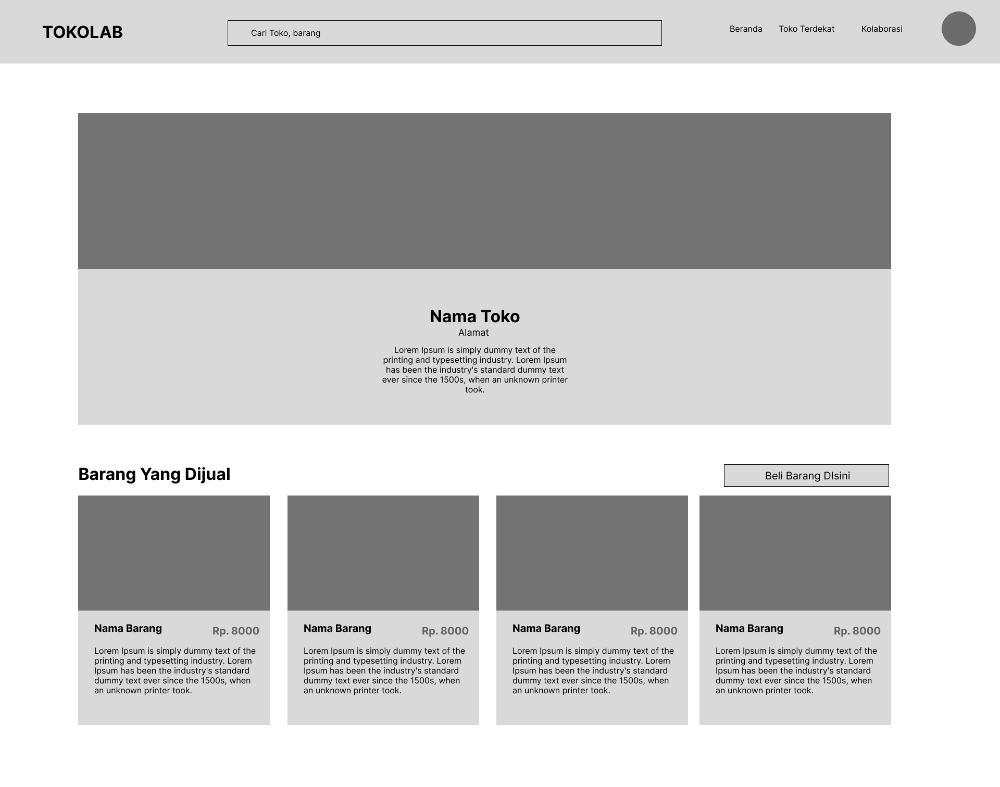 TOKOLAB
Cari Toko, barang
Beranda
Toko Terdekat
Kolaborasi
Nama Toko
Alamat
Lorem Ipsum is simply dummy text of the
printing and typesetting industry. Lorem Ipsum
has been the industry's standard dummy text
ever since the 1500s, when an unknown printer
took.
Barang Yang Dijual
Beli Barang DIsini
Nama Barang
Rp. 8000
Lorem Ipsum is simply dummy text of the
printing and typesetting industry. Lorem
Ipsum has been the industry's standard
dummy text ever since the 1500s, when
an unknown printer took.
Nama Barang
Rp. 8000
Lorem Ipsum is simply dummy text of the
printing and typesetting industry. Lorem
Ipsum has been the industry's standard
dummy text ever since the 1500s, when
an unknown printer took.
Nama Barang
Rp. 8000
Lorem Ipsum is simply dummy text of the
printing and typesetting industry. Lorem
Ipsum has been the industry's standard
dummy text ever since the 1500s, when
an unknown printer took.
Nama Barang
Rp. 8000
Lorem Ipsum is simply dummy text of the
printing and typesetting industry. Lorem
Ipsum has been the industry's standard
dummy text ever since the 1500s, when
an unknown printer took.